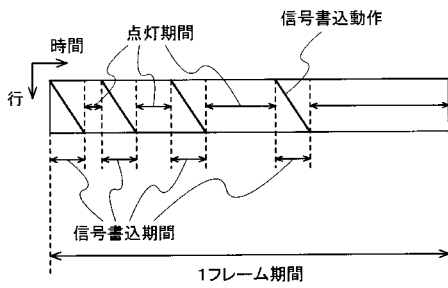 信号書込動作
点灯期間
時間
行
信号書込期間
1フレーム期間